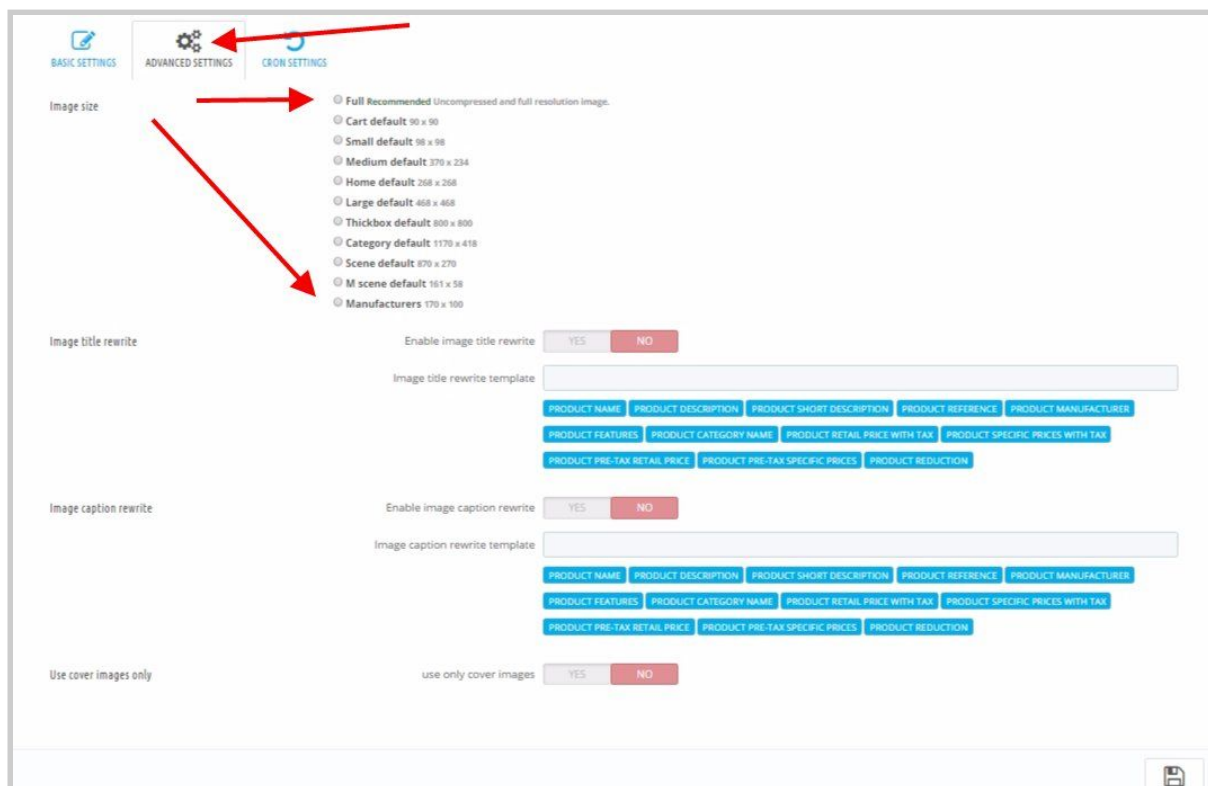 BASIC SETTINGS ADVANCED SETTINGS CRON SETTINGS
Image size
Full Recommended Uncompressed and full resolution image.
Cart default 90 x 90
Small default 98 x 98
Medium default 370 x 234
Home default 268 x 268
Large default 468 x 468
Thickbox default 800 x 800
Category default 1170 x 418
Scene default 870 x 270
M scene default 161 x 58
Manufacturers 170 x 100
Image title rewrite Enable image title rewrite YES NO
Image title rewrite template
PRODUCT NAME PRODUCT DESCRIPTION PRODUCT SHORT DESCRIPTION PRODUCT REFERENCE PRODUCT MANUFACTURER
PRODUCT FEATURES PRODUCT CATEGORY NAME PRODUCT RETAIL PRICE WITH TAX PRODUCT SPECIFIC PRICES WITH TAX
PRODUCT PRE-TAX RETAIL PRICE PRODUCT PRE-TAX SPECIFIC PRICES PRODUCT REDUCTION
Image caption rewrite Enable image caption rewrite YES NO
Image caption rewrite template
PRODUCT NAME PRODUCT DESCRIPTION PRODUCT SHORT DESCRIPTION PRODUCT REFERENCE PRODUCT MANUFACTURER
PRODUCT FEATURES PRODUCT CATEGORY NAME PRODUCT RETAIL PRICE WITH TAX PRODUCT SPECIFIC PRICES WITH TAX
PRODUCT PRE-TAX RETAIL PRICE PRODUCT PRE-TAX SPECIFIC PRICES PRODUCT REDUCTION
Use cover images only use only cover images YES NO